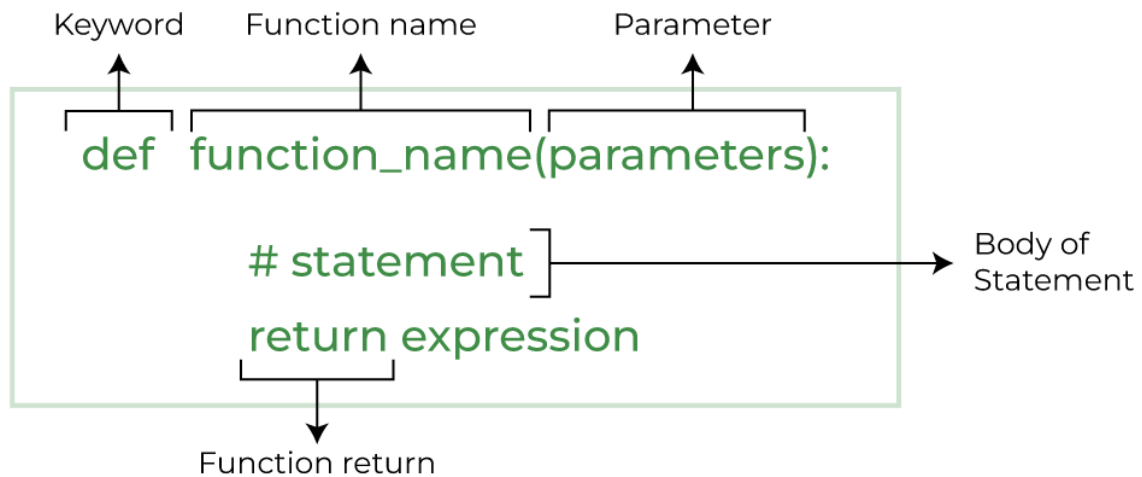 Keyword Function name Parameter
def function_name(parameters):
# statement
Body of
Statement
return expression
Function return